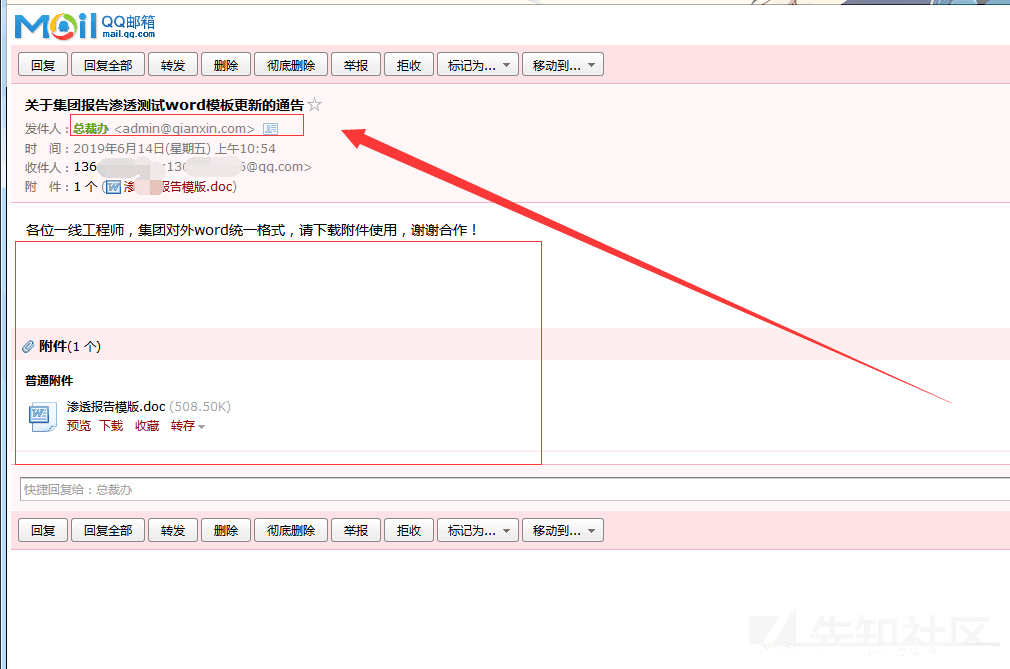 Mail QQ邮箱
mail.qq.com
回复 回复全部 转发 删除 彻底删除 举报 拒收 标记为... 移动到...
关于集团报告渗透测试word模板更新的通告
发件人：总裁办 <admin@qianxin.com>
时 间：2019年6月14日(星期五) 上午10:54
收件人：136 13 6@qq.com>
附 件：1 个 (渗 报告模版.doc)
各位一线工程师，集团对外word统一格式，请下载附件使用，谢谢合作！
附件(1 个)
普通附件
渗透报告模版.doc (508.50K)
预览 下载 收藏 转存
快捷回复给：总裁办
回复 回复全部 转发 删除 彻底删除 举报 拒收 标记为... 移动到...
先知社区